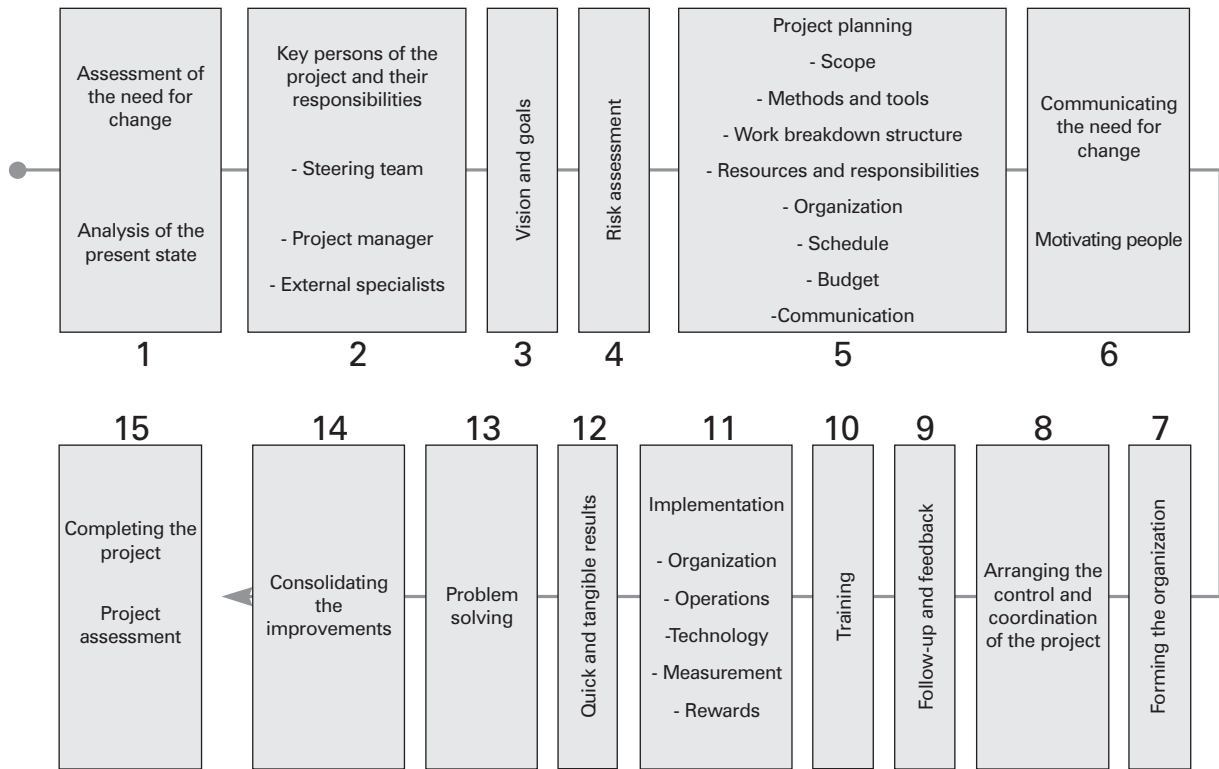 Assessment of
the need for
change
Analysis of the
present state
1
Key persons of the
project and their
responsibilities
- Steering team
- Project manager
- External specialists
2
Vision and goals
3
Risk assessment
4
Project planning
- Scope
- Methods and tools
- Work breakdown structure
- Resources and responsibilities
- Organization
- Schedule
- Budget
-Communication
5
Communicating
the need for
change
Motivating people
6
7
Forming the organization
8
Arranging the
control and
coordination
of the project
9
Follow-up and feedback
10
Training
11
Implementation
- Organization
- Operations
-Technology
- Measurement
- Rewards
12
Quick and tangible results
13
Problem
solving
14
Consolidating
the
improvements
15
Completing the
project
Project
assessment